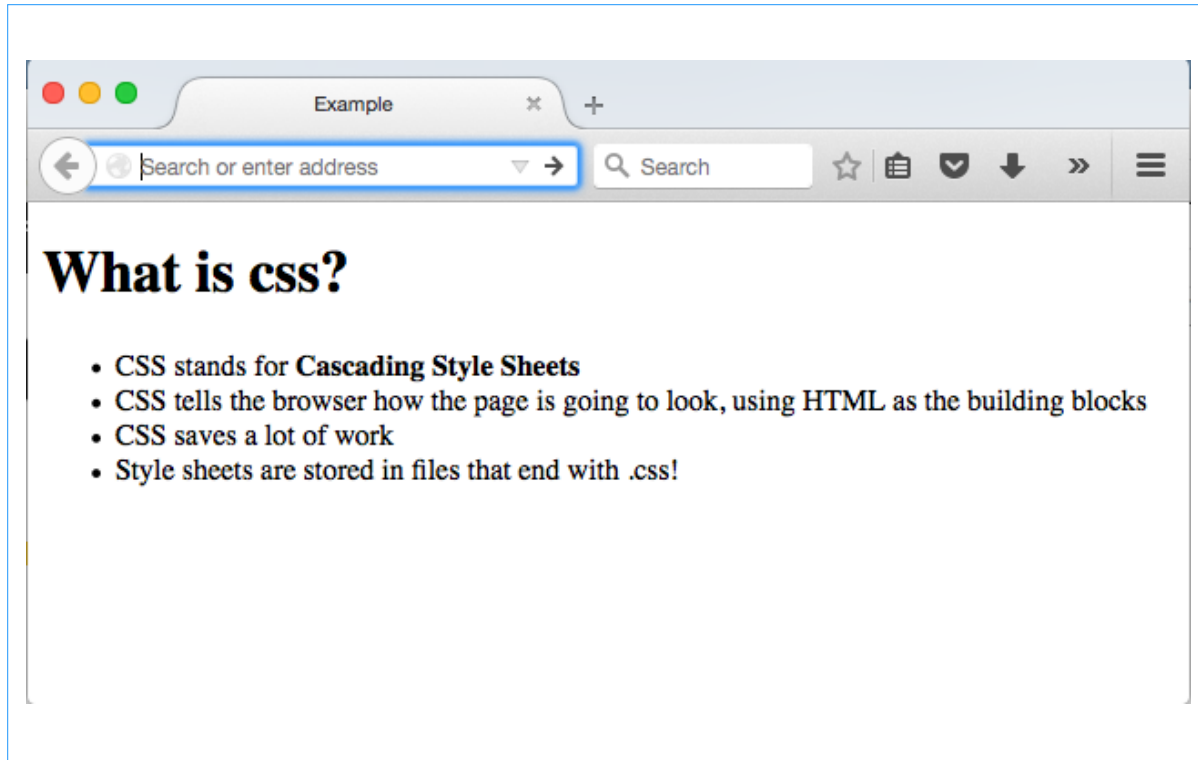 Example
Search or enter address
Search
What is css?
CSS stands for Cascading Style Sheets
CSS tells the browser how the page is going to look, using HTML as the building blocks
CSS saves a lot of work
Style sheets are stored in files that end with .css!